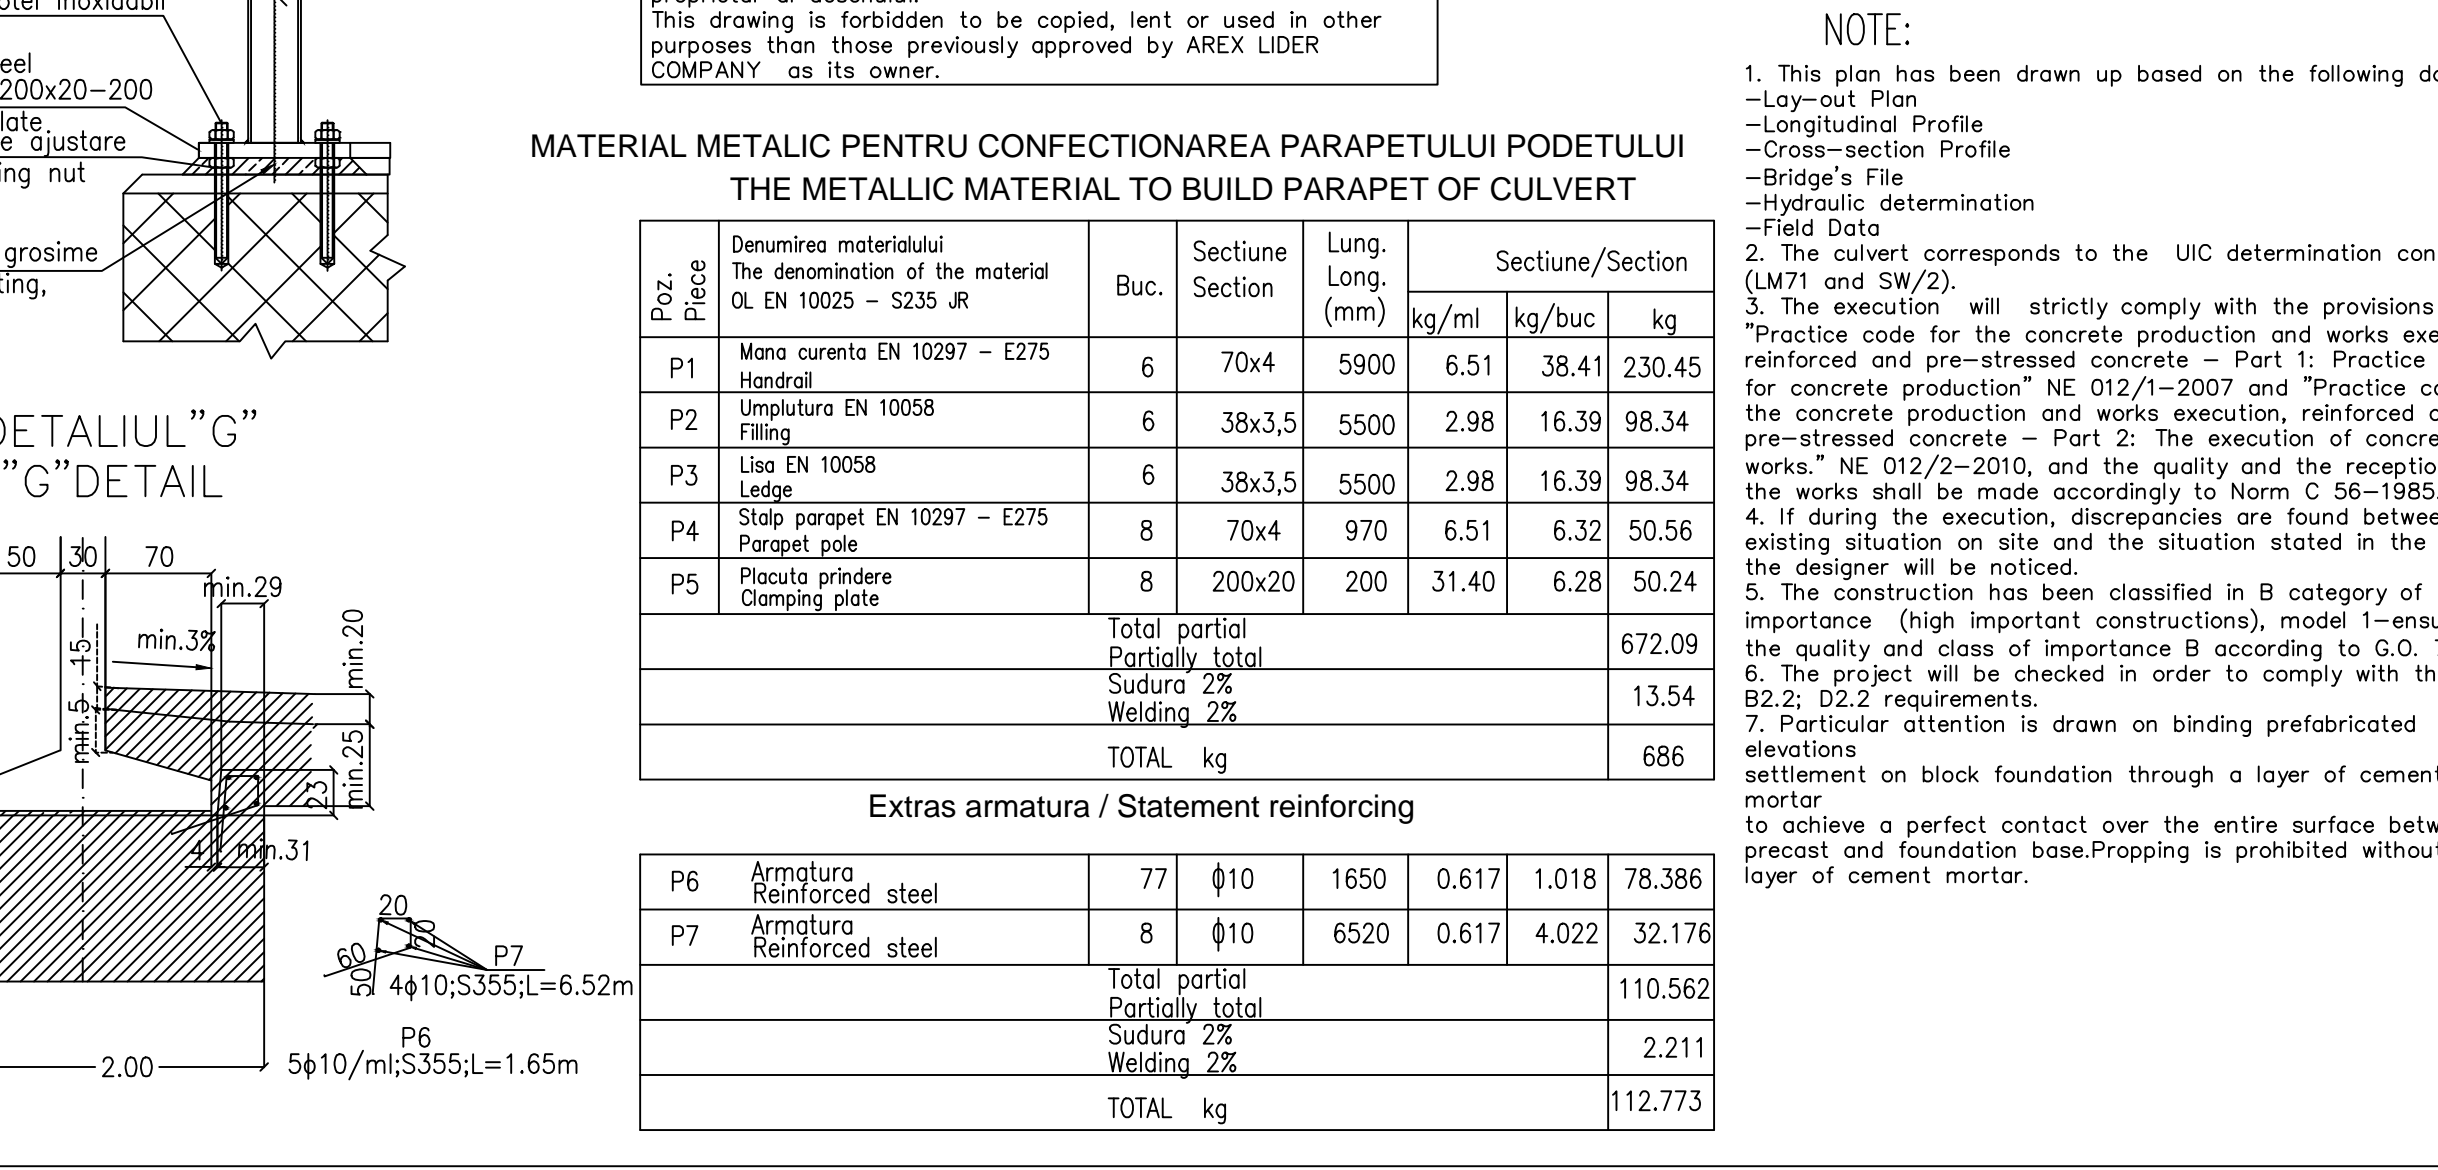 otel inoxidabil
eel
200x20-200
late
e ajustare
ing nut
grosime
ting,
DETALIUL"G"
"G"DETAIL
50 30 70
min.29
min.3%
min.20
15
min.5
min.25
23
4 min.31
2.00
20
20
60
50
P7
4ϕ10;S355;L=6.52m
P6
5ϕ10/ml;S355;L=1.65m
proprietar al desenului.
This drawing is forbidden to be copied, lent or used in other
purposes than those previously approved by AREX LIDER
COMPANY as its owner.
MATERIAL METALIC PENTRU CONFECTIONAREA PARAPETULUI PODETULUI
THE METALLIC MATERIAL TO BUILD PARAPET OF CULVERT
Poz.
Piece
Denumirea materialului
The denomination of the material
OL EN 10025 - S235 JR
Buc.
Sectiune
Section
Lung.
Long.
(mm)
Sectiune/Section
kg/ml kg/buc kg
P1 Mana curenta EN 10297 - E275
Handrail
6 70x4 5900 6.51 38.41 230.45
P2 Umplutura EN 10058
Filling
6 38x3,5 5500 2.98 16.39 98.34
P3 Lisa EN 10058
Ledge
6 38x3,5 5500 2.98 16.39 98.34
P4 Stalp parapet EN 10297 - E275
Parapet pole
8 70x4 970 6.51 6.32 50.56
P5 Placuta prindere
Clamping plate
8 200x20 200 31.40 6.28 50.24
Total partial
Partially total
672.09
Sudura 2%
Welding 2%
13.54
TOTAL kg 686
Extras armatura / Statement reinforcing
P6 Armatura
Reinforced steel
77 ϕ10 1650 0.617 1.018 78.386
P7 Armatura
Reinforced steel
8 ϕ10 6520 0.617 4.022 32.176
Total partial
Partially total
110.562
Sudura 2%
Welding 2%
2.211
TOTAL kg 112.773
NOTE:
1. This plan has been drawn up based on the following do
-Lay-out Plan
-Longitudinal Profile
-Cross-section Profile
-Bridge's File
-Hydraulic determination
-Field Data
2. The culvert corresponds to the UIC determination con
(LM71 and SW/2).
3. The execution will strictly comply with the provisions
"Practice code for the concrete production and works exe
reinforced and pre-stressed concrete - Part 1: Practice
for concrete production" NE 012/1-2007 and "Practice co
the concrete production and works execution, reinforced a
pre-stressed concrete - Part 2: The execution of concre
works." NE 012/2-2010, and the quality and the receptio
the works shall be made accordingly to Norm C 56-1985.
4. If during the execution, discrepancies are found betwee
existing situation on site and the situation stated in the
the designer will be noticed.
5. The construction has been classified in B category of
importance (high important constructions), model 1-ensu
the quality and class of importance B according to G.O. 7
6. The project will be checked in order to comply with th
B2.2; D2.2 requirements.
7. Particular attention is drawn on binding prefabricated
elevations
settlement on block foundation through a layer of cement
mortar
to achieve a perfect contact over the entire surface betw
precast and foundation base.Propping is prohibited without
layer of cement mortar.